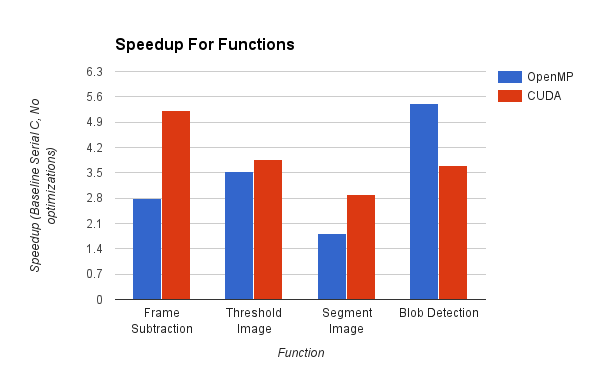 Speedup For Functions
Speedup (Baseline Serial C, No
optimizations)
6.3
5.6
4.9
4.2
3.5
2.8
2.1
1.4
0.7
0
OpenMP
CUDA
Frame
Subtraction
Threshold
Image
Segment
Image
Blob Detection
Function